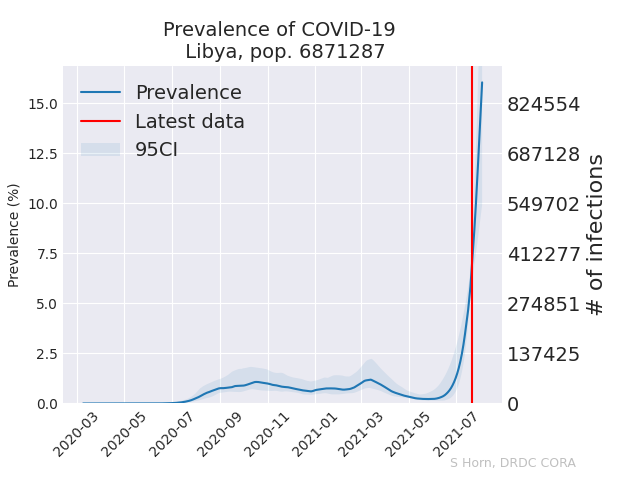 Prevalence of COVID-19
Libya, pop. 6871287
Prevalence
Latest data
95CI
Prevalence (%)
15.0
12.5
10.0
7.5
5.0
2.5
0.0
824554
687128
549702
412277
274851
137425
0
# of infections
2020-03
2020-05
2020-07
2020-09
2020-11
2021-01
2021-03
2021-05
2021-07
S Horn, DRDC CORA